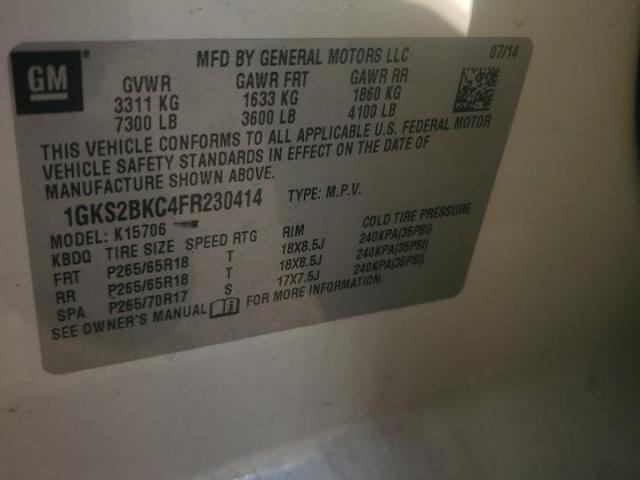 GM
MFD BY GENERAL MOTORS LLC 07/14
GVWR GAWR FRT GAWR RR
3311 KG 1633 KG 1860 KG
7300 LB 3600 LB 4100 LB
THIS VEHICLE CONFORMS TO ALL APPLICABLE U.S. FEDERAL MOTOR
VEHICLE SAFETY STANDARDS IN EFFECT ON THE DATE OF
MANUFACTURE SHOWN ABOVE.
1GKS2BKC4FR230414 TYPE: M.P.V.
MODEL: K15706
KBDQ TIRE SIZE SPEED RTG RIM COLD TIRE PRESSURE
FRT P265/65R18 T 18X8.5J 240KPA(35PSI)
RR P265/65R18 T 18X8.5J 240KPA(35PSI)
SPA P265/70R17 S 17X7.5J 240KPA(35PSI)
SEE OWNER'S MANUAL FOR MORE INFORMATION.